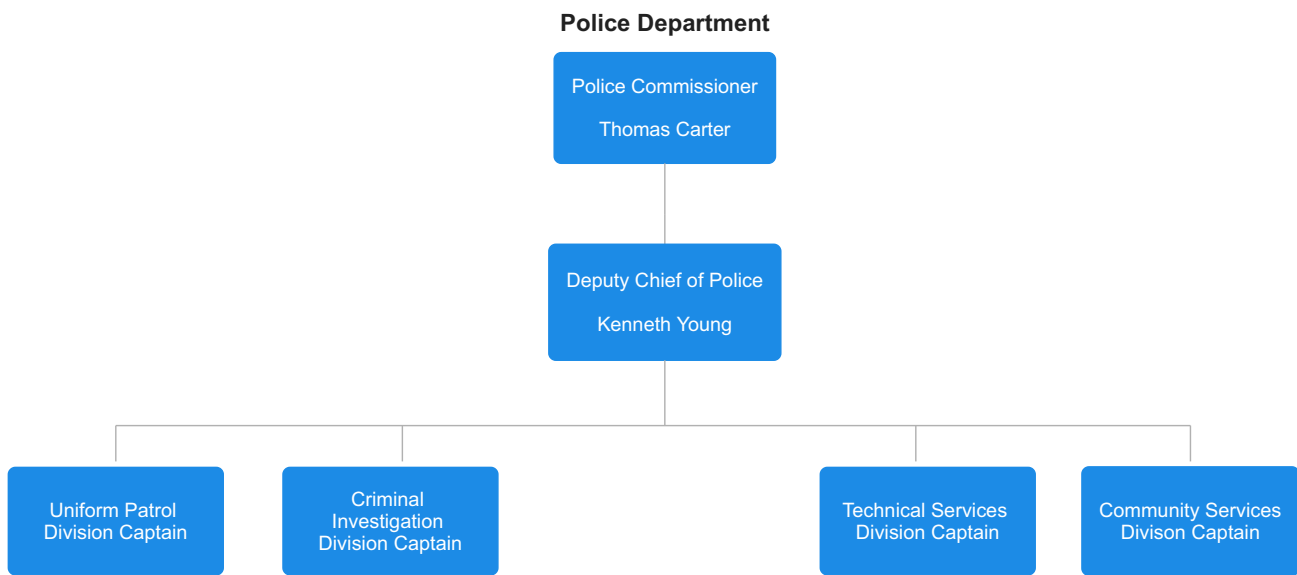 Police Department
Police Commissioner
Thomas Carter
Deputy Chief of Police
Kenneth Young
Uniform Patrol
Division Captain
Criminal
Investigation
Division Captain
Technical Services
Division Captain
Community Services
Divison Captain